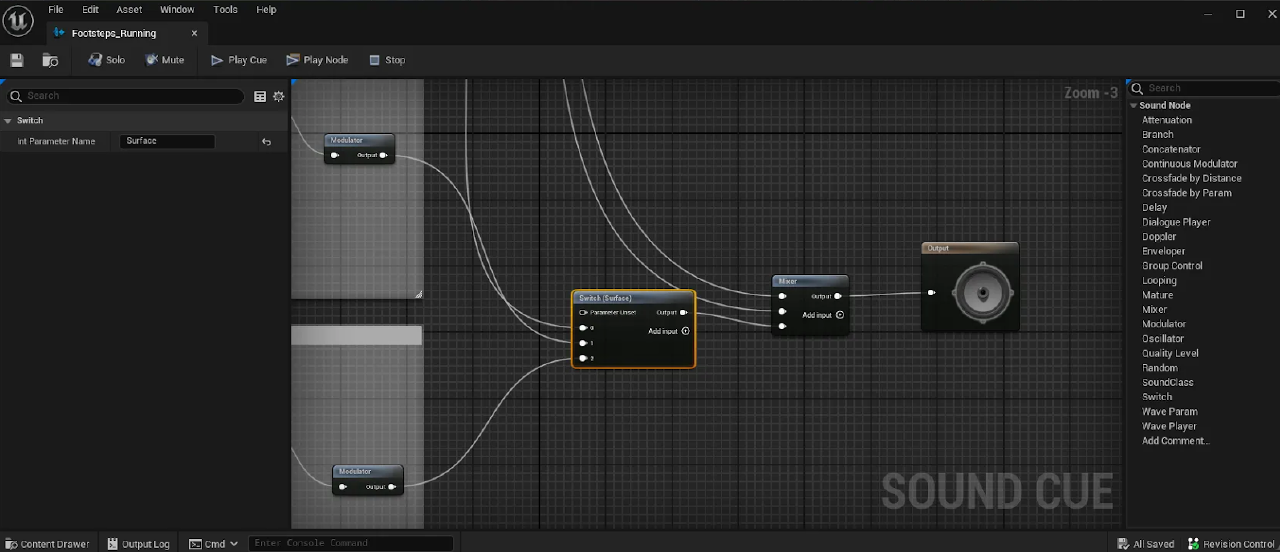 File Edit Asset Window Tools Help
Footsteps_Running
Solo Mute Play Cue Play Node Stop
Search
Switch
Int Parameter Name Surface
Zoom -3
Modulator
Output
Switch (Surface)
Parameter Unset Output
0 Add input
1
2
Mixer
Output
Add input
Output
Modulator
Output
SOUND CUE
Search
Sound Node
Attenuation
Branch
Concatenator
Continuous Modulator
Crossfade by Distance
Crossfade by Param
Delay
Dialogue Player
Doppler
Enveloper
Group Control
Looping
Mature
Mixer
Modulator
Oscillator
Quality Level
Random
SoundClass
Switch
Wave Param
Wave Player
Add Comment...
Content Drawer Output Log Cmd Enter Console Command All Saved Revision Control